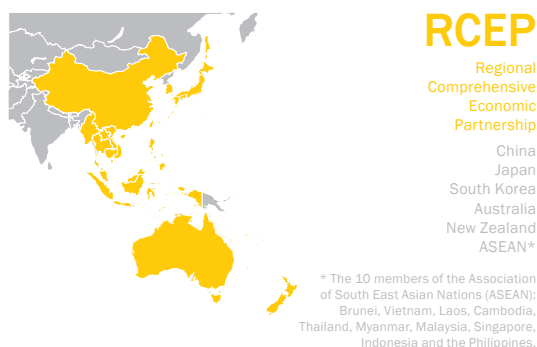 RCEP
Regional
Comprehensive
Economic
Partnership
China
Japan
South Korea
Australia
New Zealand
ASEAN*
* The 10 members of the Association
of South East Asian Nations (ASEAN):
Brunei, Vietnam, Laos, Cambodia,
Thailand, Myanmar, Malaysia, Singapore,
Indonesia and the Philippines.